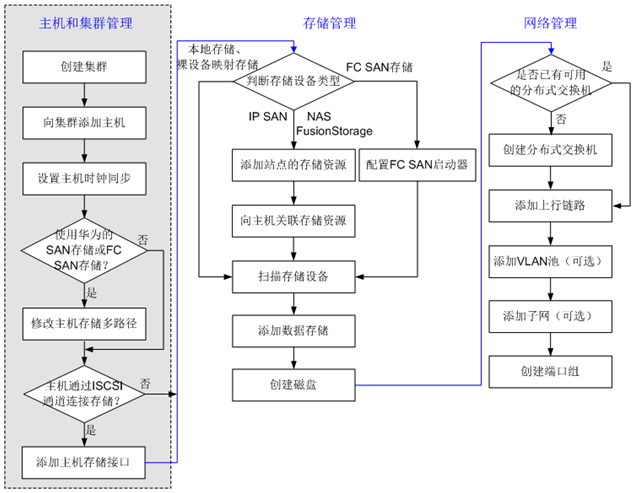 主机和集群管理
创建集群
向集群添加主机
设置主机时钟同步
使用华为的
SAN存储或FC
SAN存储？
否
是
修改主机存储多路径
主机通过ISCSI
通道连接存储？
否
是
添加主机存储接口
存储管理
本地存储、
裸设备映射存储
FC SAN存储
判断存储设备类型
IP SAN
NAS
FusionStorage
添加站点的存储资源
配置FC SAN启动器
向主机关联存储资源
扫描存储设备
添加数据存储
创建磁盘
网络管理
是否已有可用
的分布式交换机
是
否
创建分布式交换机
添加上行链路
添加VLAN池（可选）
添加子网（可选）
创建端口组